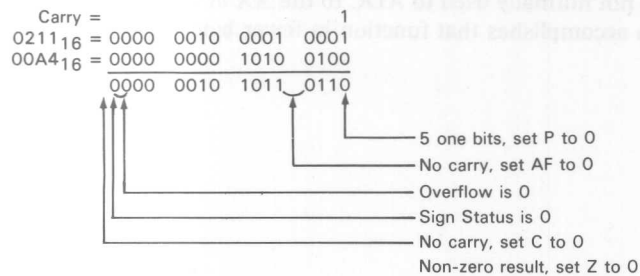 Carry = 1
0211₁₆ = 0000 0010 0001 0001
00A4₁₆ = 0000 0000 1010 0100
0000 0010 1011 0110
5 one bits, set P to 0
No carry, set AF to 0
Overflow is 0
Sign Status is 0
No carry, set C to 0
Non-zero result, set Z to 0